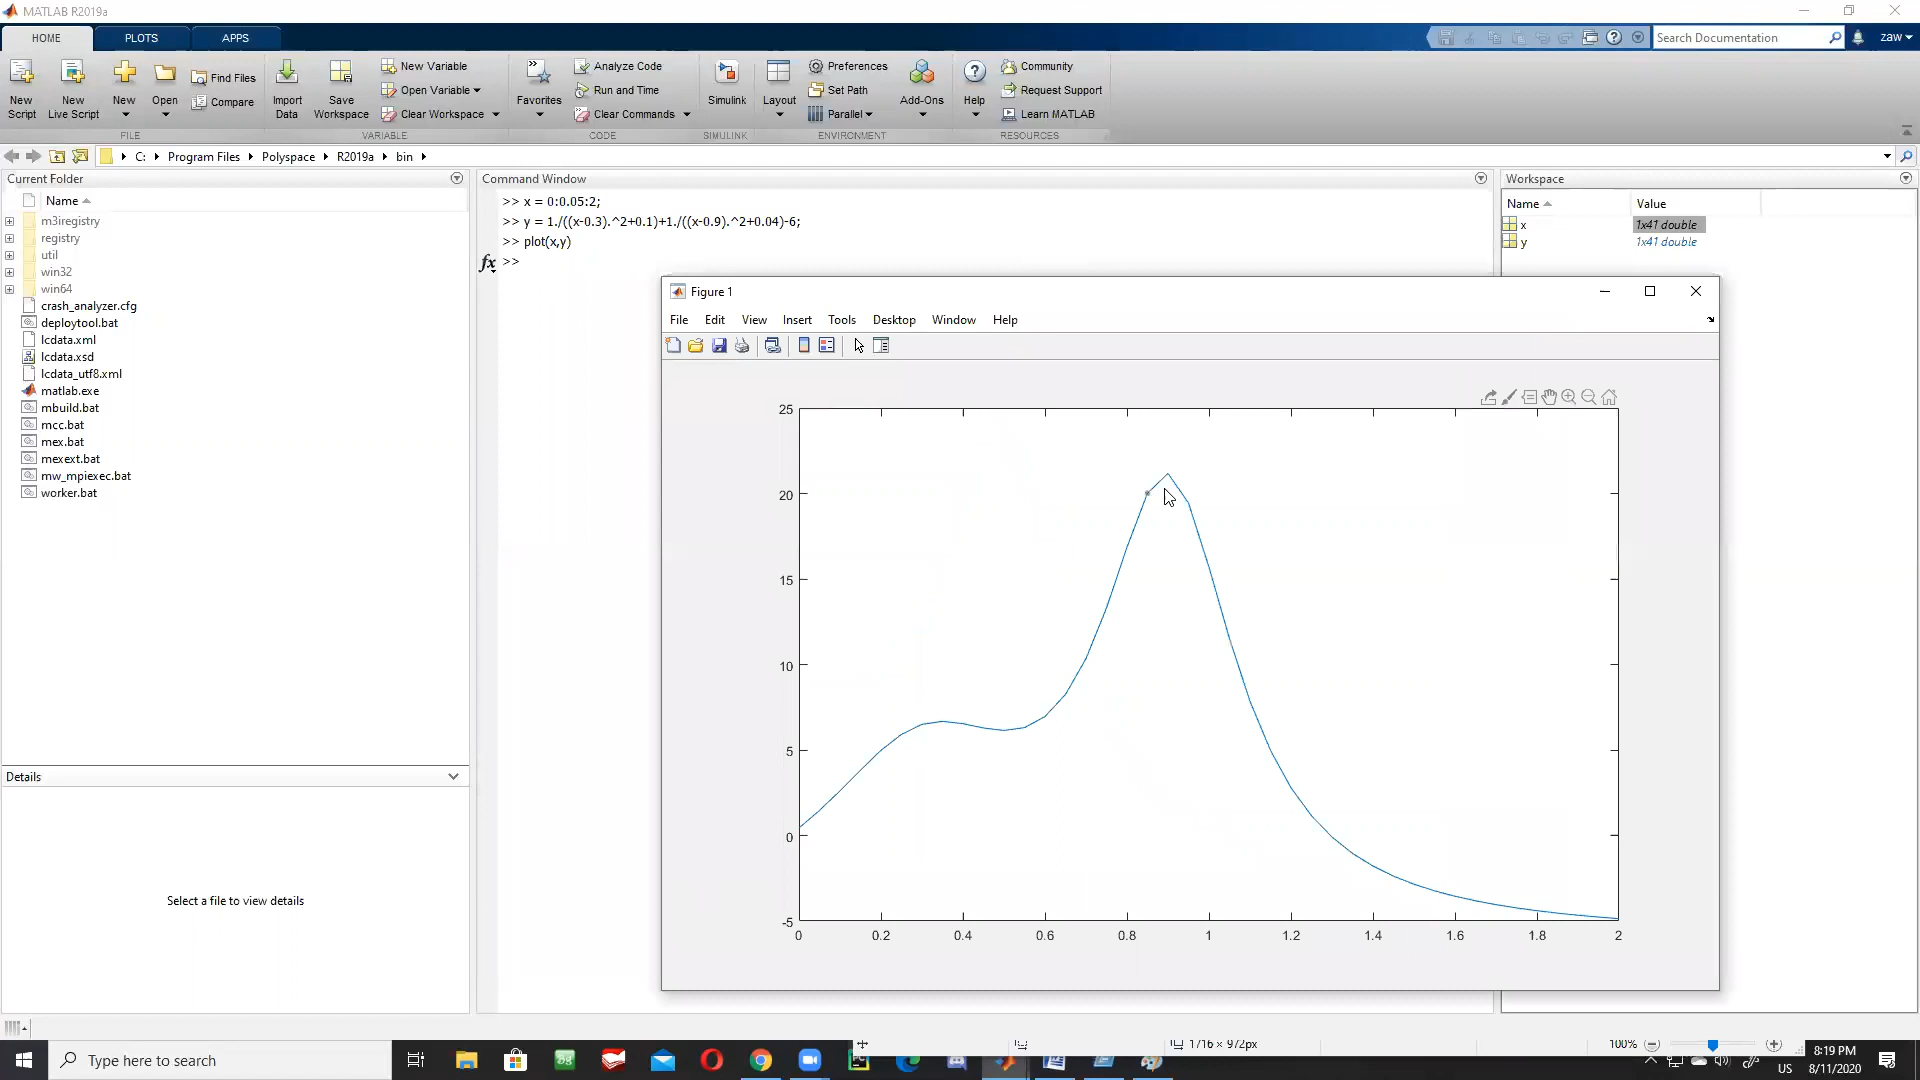 MATLAB R2019a
HOME PLOTS APPS
Search Documentation
zaw
New Script
New Live Script
New
Open
Find Files
Compare
Import Data
Save Workspace
New Variable
Open Variable
Clear Workspace
Favorites
Analyze Code
Run and Time
Clear Commands
Simulink
Layout
Preferences
Set Path
Parallel
Add-Ons
Help
Community
Request Support
Learn MATLAB
FILE VARIABLE CODE SIMULINK ENVIRONMENT RESOURCES
C: Program Files Polyspace R2019a bin
Current Folder
Name
m3iregistry
registry
util
win32
win64
crash_analyzer.cfg
deploytool.bat
lcdata.xml
lcdata.xsd
lcdata_utf8.xml
matlab.exe
mbuild.bat
mcc.bat
mex.bat
mexext.bat
mw_mpiexec.bat
worker.bat
Details
Select a file to view details
Command Window
>> x = 0:0.05:2;
>> y = 1./((x-0.3).^2+0.1)+1./((x-0.9).^2+0.04)-6;
>> plot(x,y)
fx >>
Workspace
Name Value
x 1x41 double
y 1x41 double
Figure 1
File Edit View Insert Tools Desktop Window Help
25
20
15
10
5
0
-5
0 0.2 0.4 0.6 0.8 1 1.2 1.4 1.6 1.8 2
1716 × 972px
100%
Type here to search
8:19 PM
US 8/11/2020